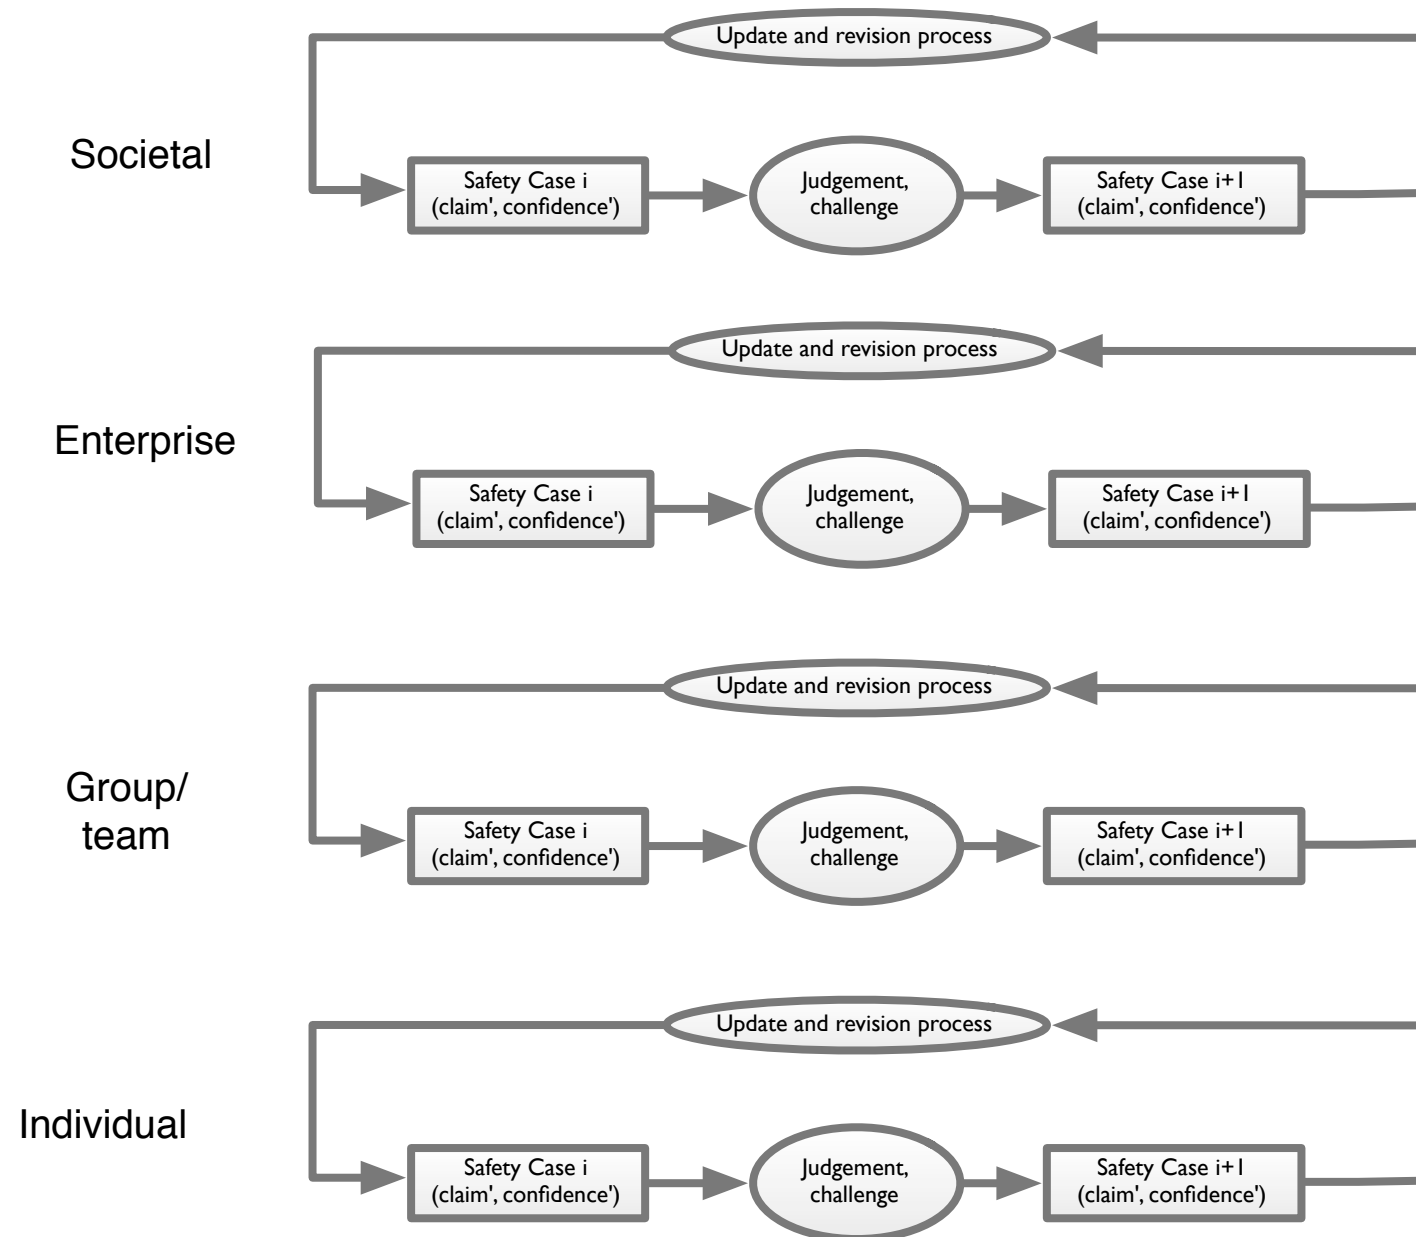 Update and revision process
Societal
Safety Case i
(claim', confidence')
Judgement,
challenge
Safety Case i+1
(claim', confidence')
Update and revision process
Enterprise
Safety Case i
(claim', confidence')
Judgement,
challenge
Safety Case i+1
(claim', confidence')
Update and revision process
Group/
team
Safety Case i
(claim', confidence')
Judgement,
challenge
Safety Case i+1
(claim', confidence')
Update and revision process
Individual
Safety Case i
(claim', confidence')
Judgement,
challenge
Safety Case i+1
(claim', confidence')